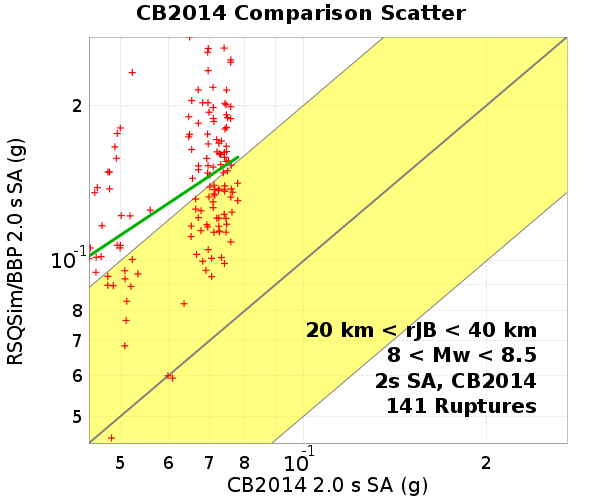 CB2014 Comparison Scatter
RSQSim/BBP 2.0 s SA (g)
2
10-1
8
7
6
5
20 km < rJB < 40 km
8 < Mw < 8.5
2s SA, CB2014
141 Ruptures
5 6 7 8 10-1 2
CB2014 2.0 s SA (g)